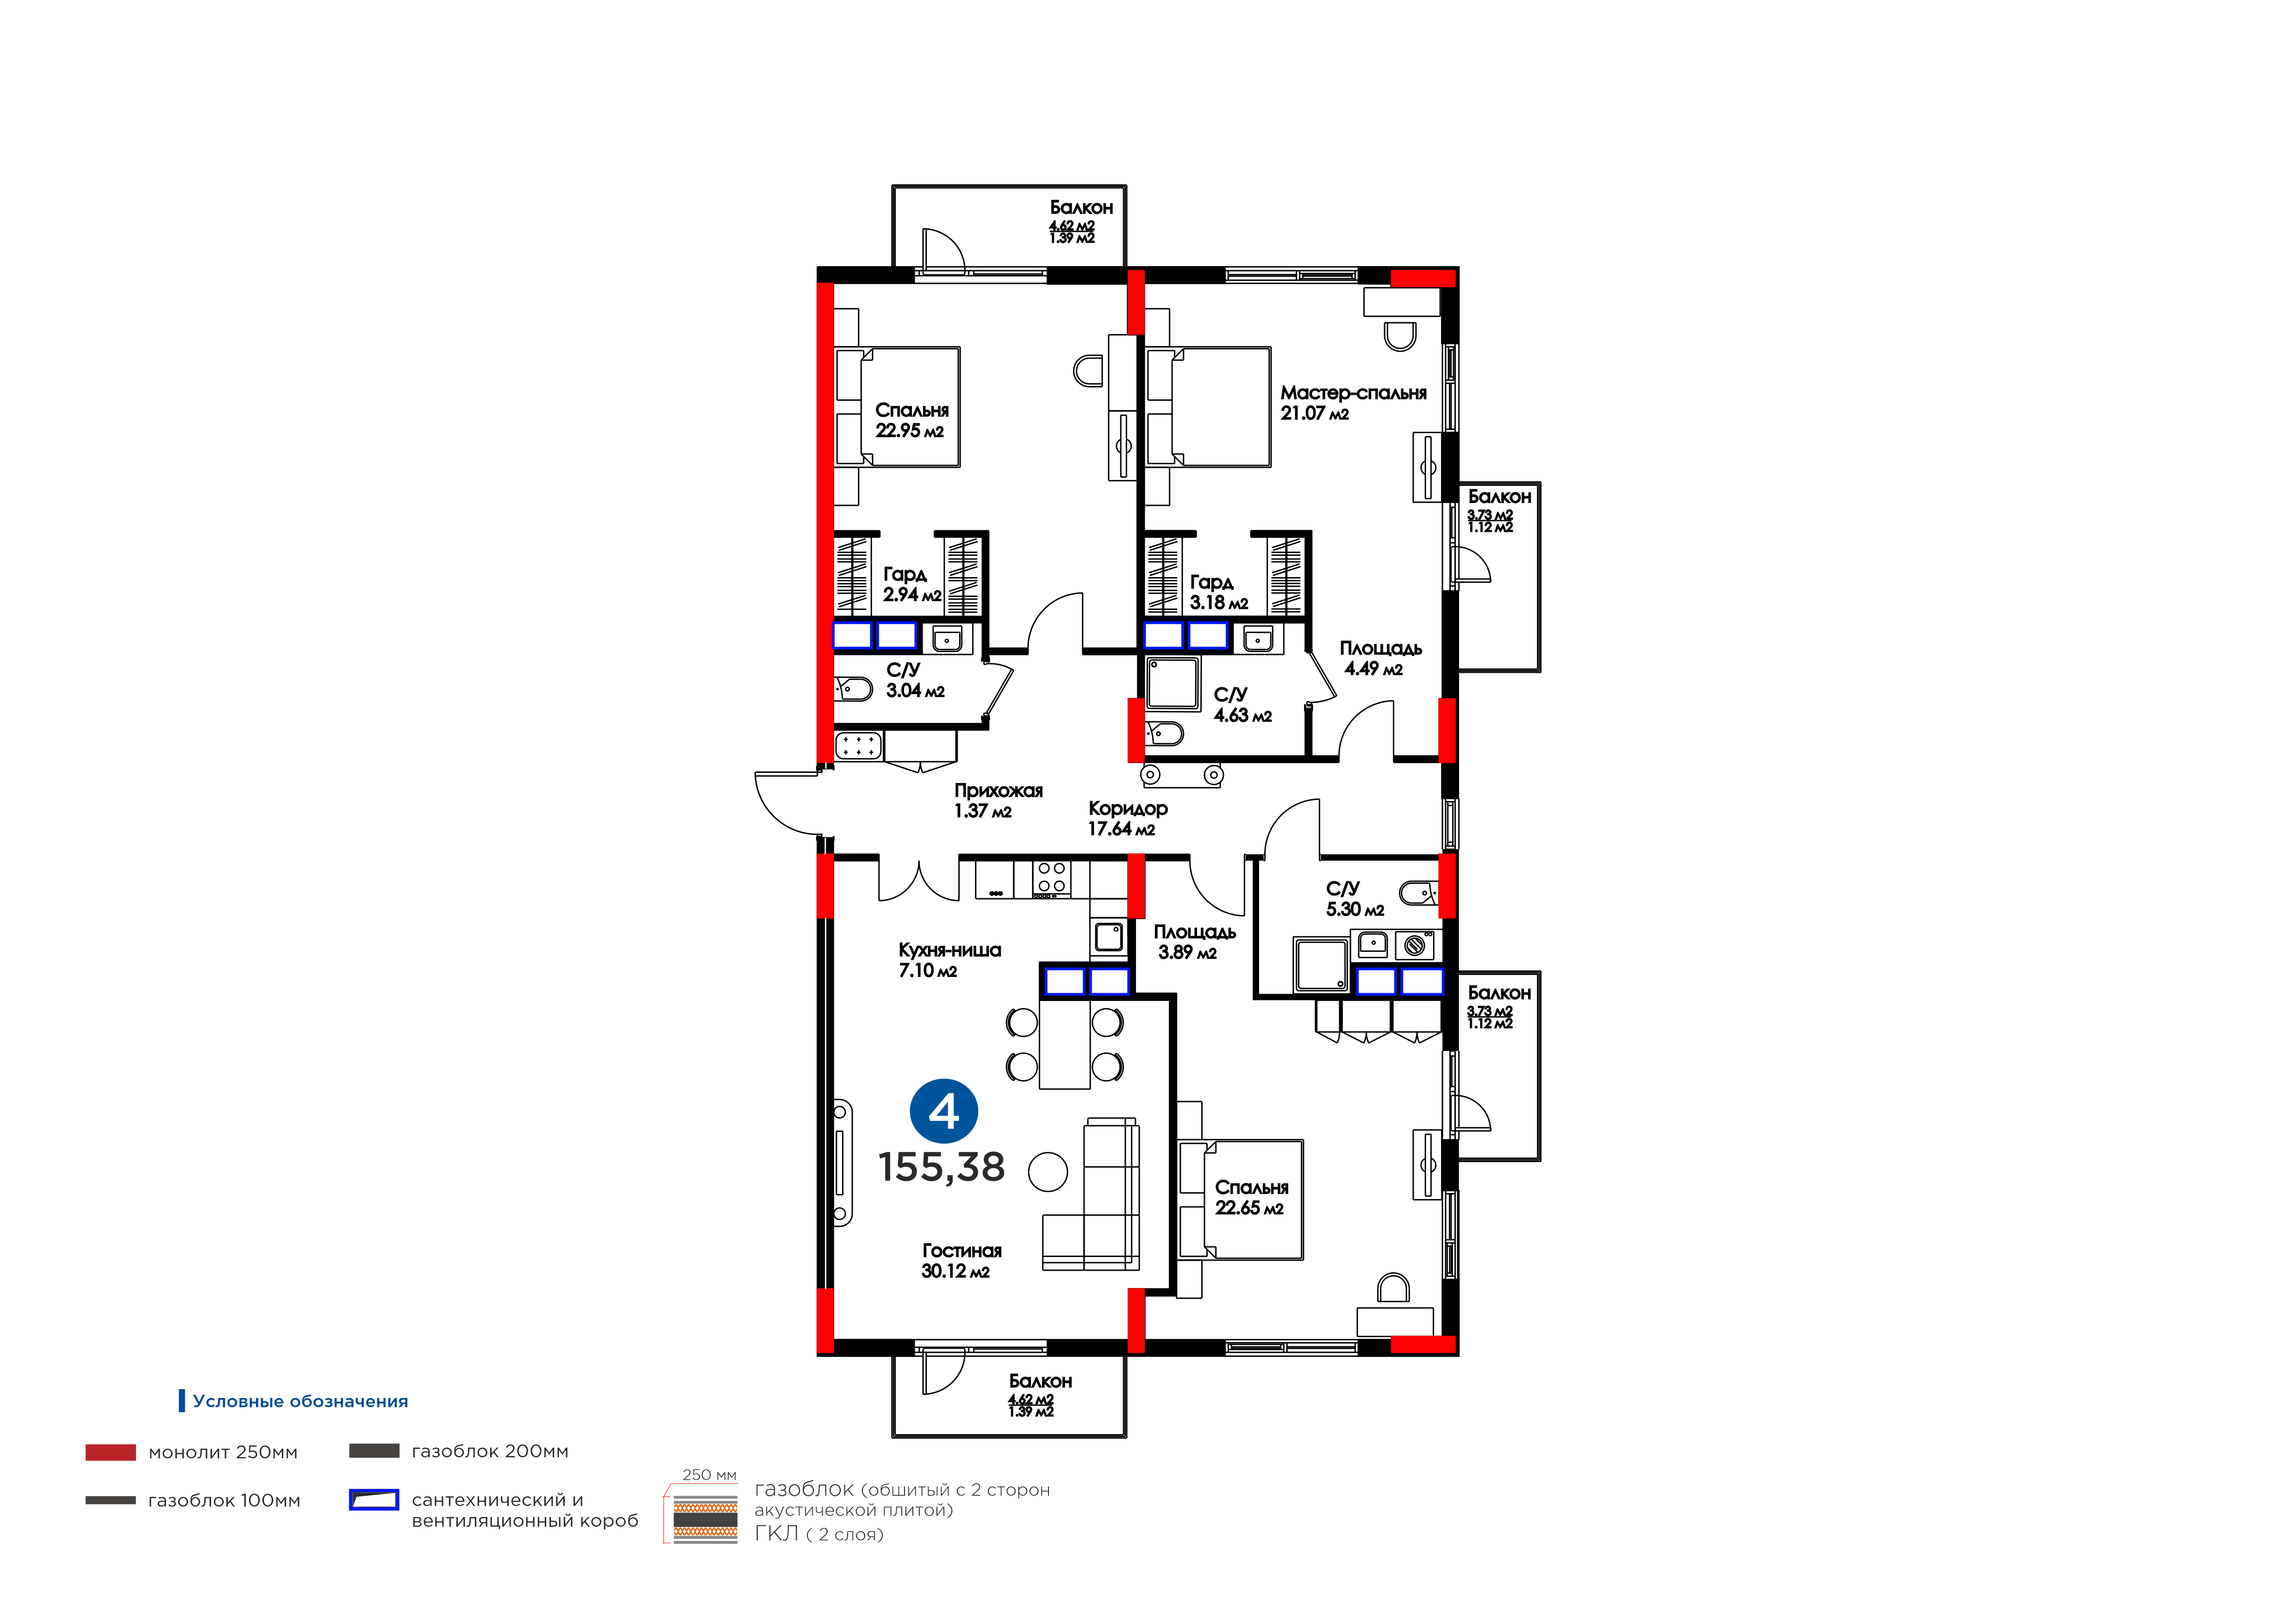 Балкон
4.62 м2
1.39 м2
Спальня
22.95 м2
Мастер-спальня
21.07 м2
Балкон
3.73 м2
1.12 м2
Гард
2.94 м2
Гард
3.18 м2
С/У
3.04 м2
С/У
4.63 м2
Площадь
4.49 м2
Прихожая
1.37 м2
Коридор
17.64 м2
С/У
5.30 м2
Кухня-ниша
7.10 м2
Площадь
3.89 м2
Балкон
3.73 м2
1.12 м2
4
155,38
Спальня
22.65 м2
Гостиная
30.12 м2
Балкон
4.62 м2
1.39 м2
Условные обозначения
монолит 250мм
газоблок 200мм
газоблок 100мм
сантехнический и
вентиляционный короб
250 мм
газоблок (обшитый с 2 сторон
акустической плитой)
ГКЛ ( 2 слоя)